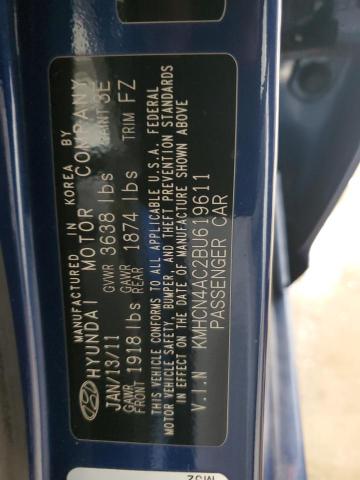 MANUFACTURED IN KOREA BY
HYUNDAI MOTOR COMPANY
JAN/13/11 GVWR 3638 lbs PAINT 3E
GAWR FRONT 1918lbs GAWR REAR 1874 lbs TRIM FZ
THIS VEHICLE CONFORMS TO ALL APPLICABLE U.S.A. FEDERAL
MOTOR VEHICLE SAFETY, BUMPER, AND THEFT PREVENTION STANDARDS
IN EFFECT ON THE DATE OF MANUFACTURE SHOWN ABOVE
V.I.N KMHCN4AC2BU619611
PASSENGER CAR